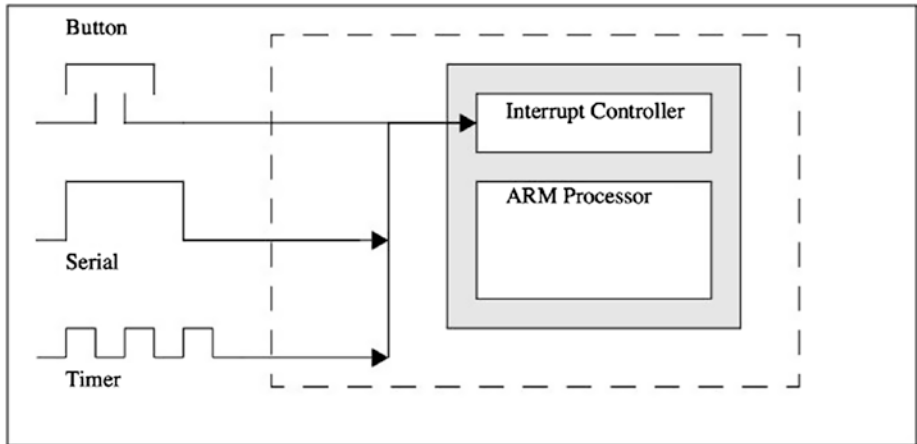 Button
Interrupt Controller
ARM Processor
Serial
Timer